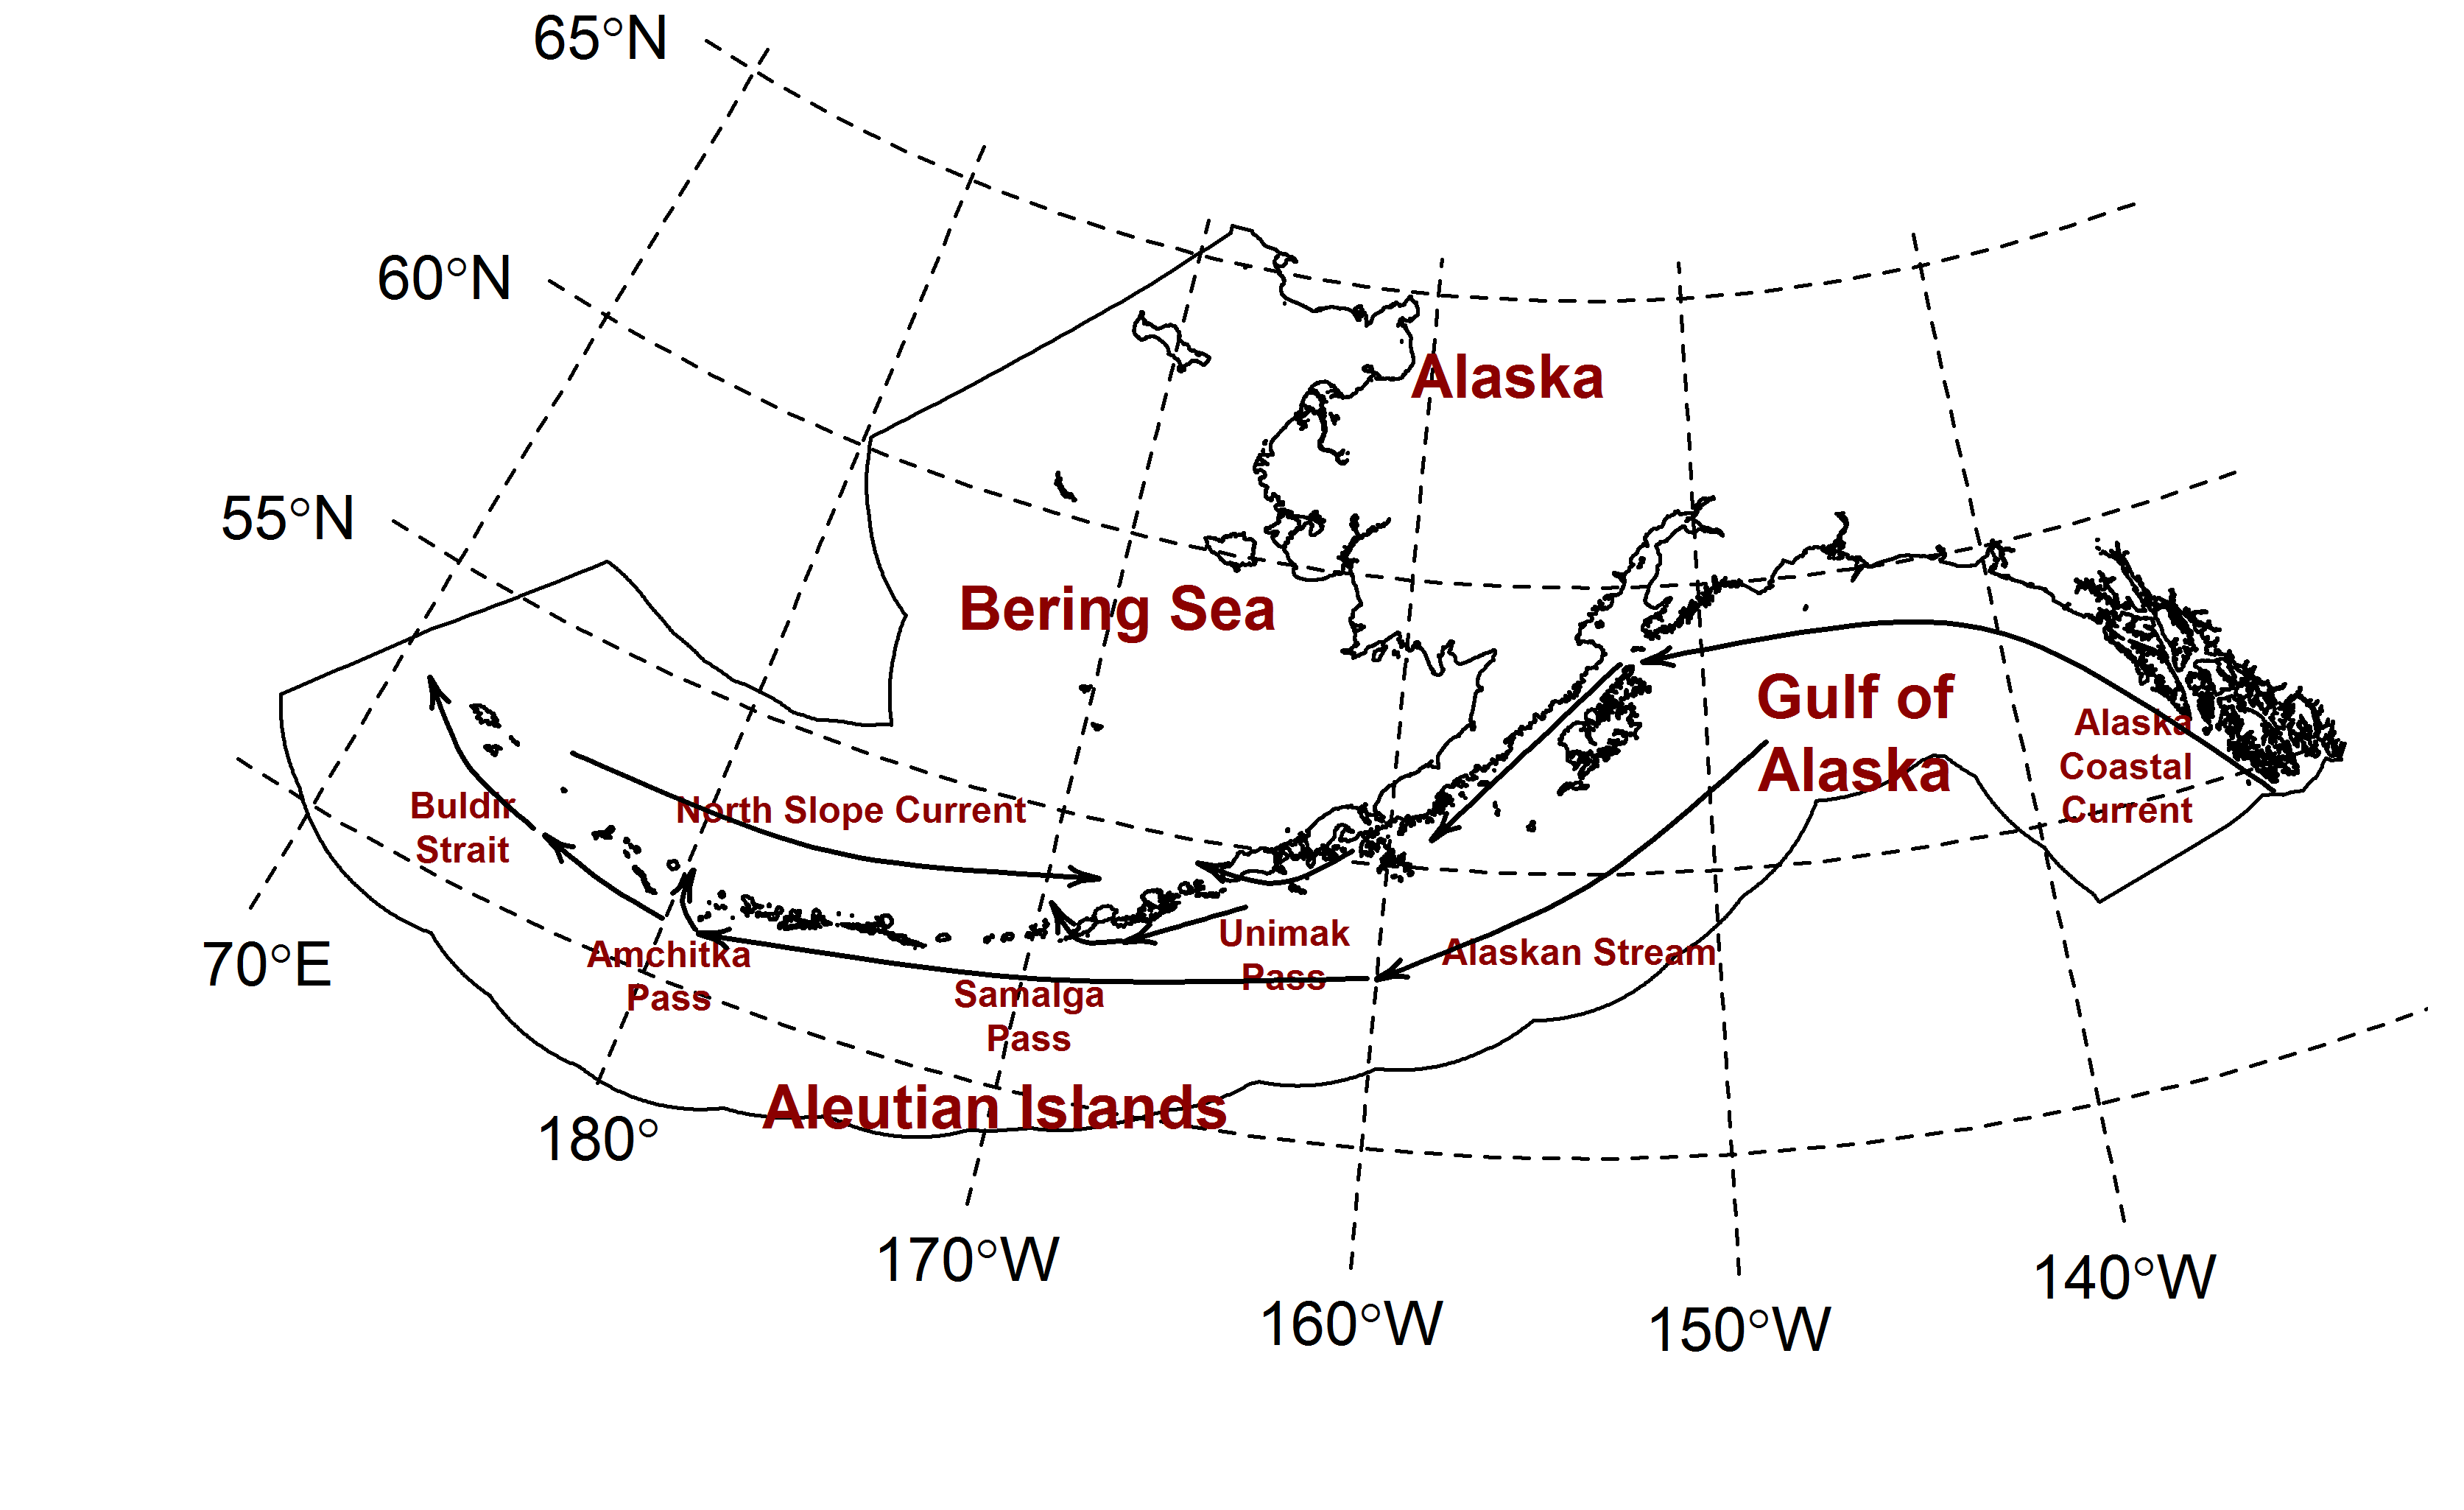 65°N
60°N
Alaska
55°N
Bering Sea
Gulf of
Alaska
Alaska
Coastal
Current
Buldir
Strait
North Slope Current
70°E
Amchitka
Pass
Samalga
Pass
Unimak
Pass
Alaskan Stream
Aleutian Islands
180°
170°W
160°W
150°W
140°W